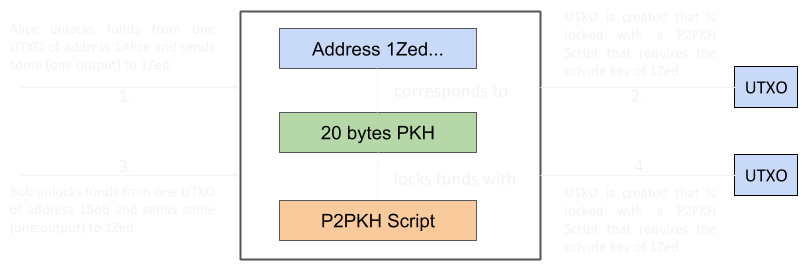 Alice unlocks funds from one
UTXO of address 1Alice and sends
some (one output) to 1Zed.
1.
3.
Bob unlocks funds from one UTXO
of address 1Bob and sends some
(one output) to 1Zed.
Address 1Zed...
corresponds to
20 bytes PKH
locks funds with
P2PKH Script
UTXO is created that is
locked with a P2PKH
Script that requires the
private key of 1Zed.
2.
UTXO
4.
UTXO
UTXO is created that is
locked with a P2PKH
Script that requires the
private key of 1Zed.